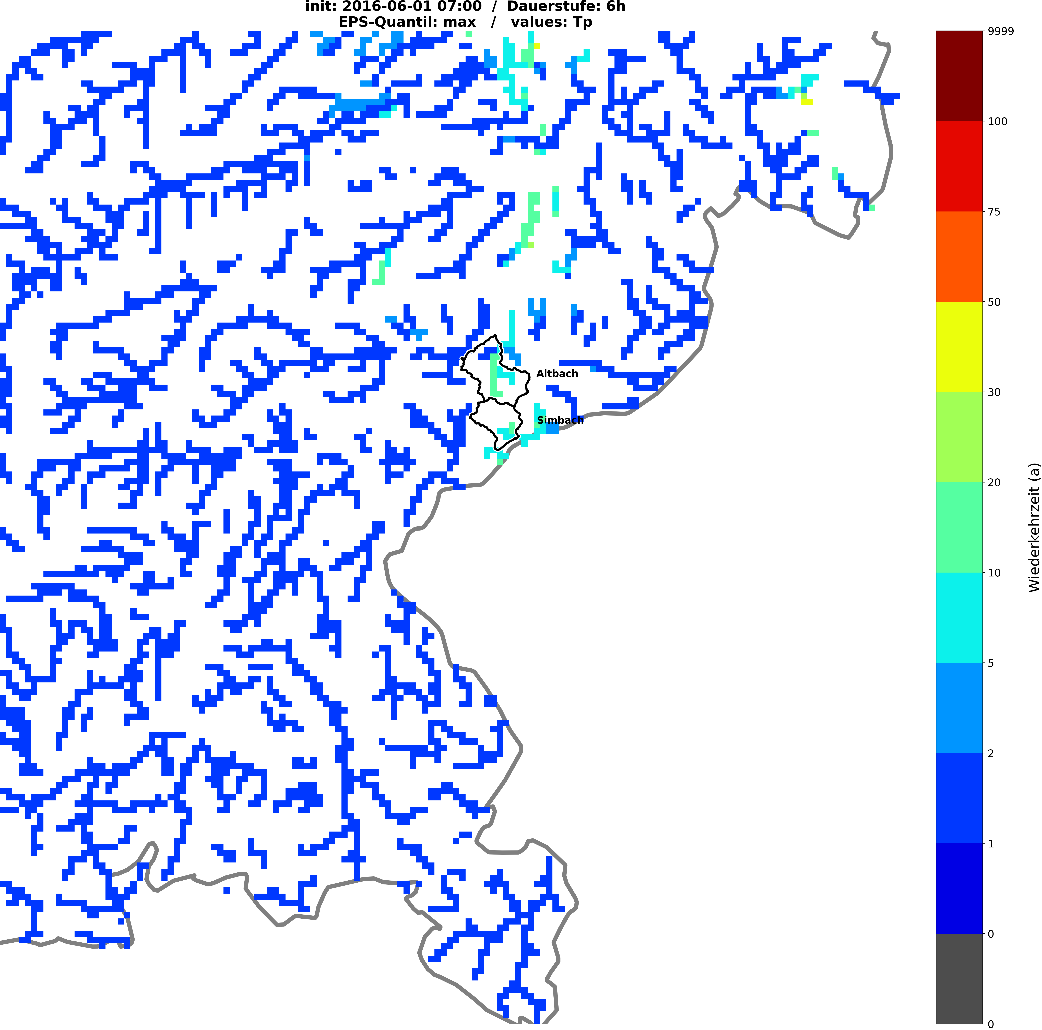 init: 2016-06-01 07:00 / Dauerstufe: 6h
EPS-Quantil: max / values: Tp
9999
100
75
50
30
20
10
5
2
1
0
0
Wiederkehrzeit (a)
Altbach
Simbach